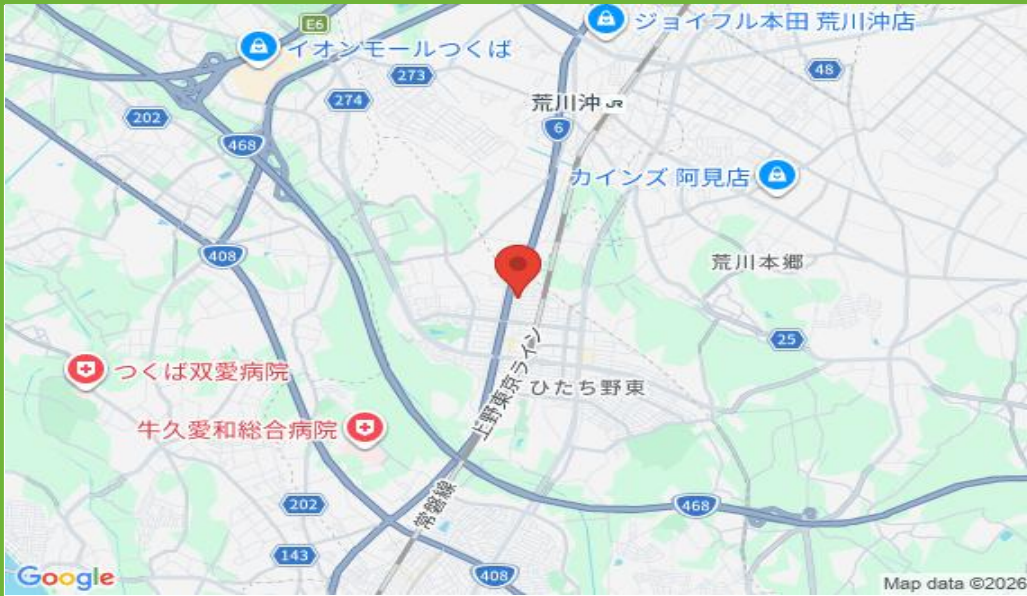 E6
ジョイフル本田 荒川沖店
イオンモールつくば
273
48
274
荒川沖 JR
202
6
468
カインズ 阿見店
408
荒川本郷
25
上野東京ライン
つくば双愛病院
ひたち野東
牛久愛和総合病院
常磐線
202
468
143
408
Google
Map data ©2026